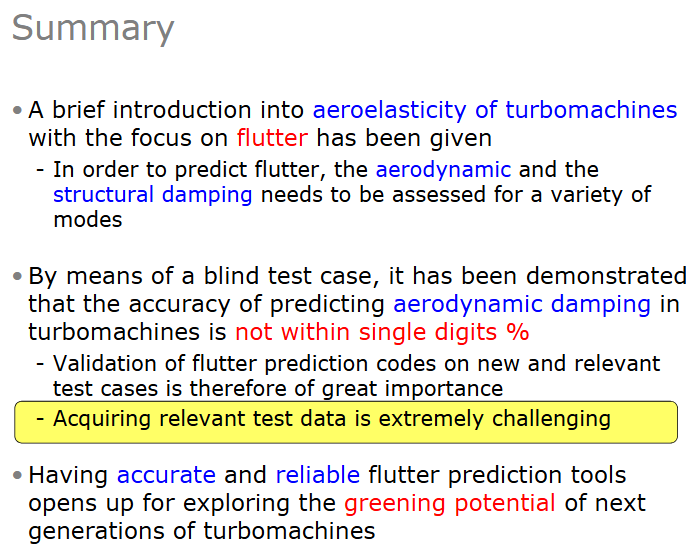 Summary
• A brief introduction into aeroelasticity of turbomachines
with the focus on flutter has been given
- In order to predict flutter, the aerodynamic and the
structural damping needs to be assessed for a variety of
modes
• By means of a blind test case, it has been demonstrated
that the accuracy of predicting aerodynamic damping in
turbomachines is not within single digits %
- Validation of flutter prediction codes on new and relevant
test cases is therefore of great importance
- Acquiring relevant test data is extremely challenging
• Having accurate and reliable flutter prediction tools
opens up for exploring the greening potential of next
generations of turbomachines